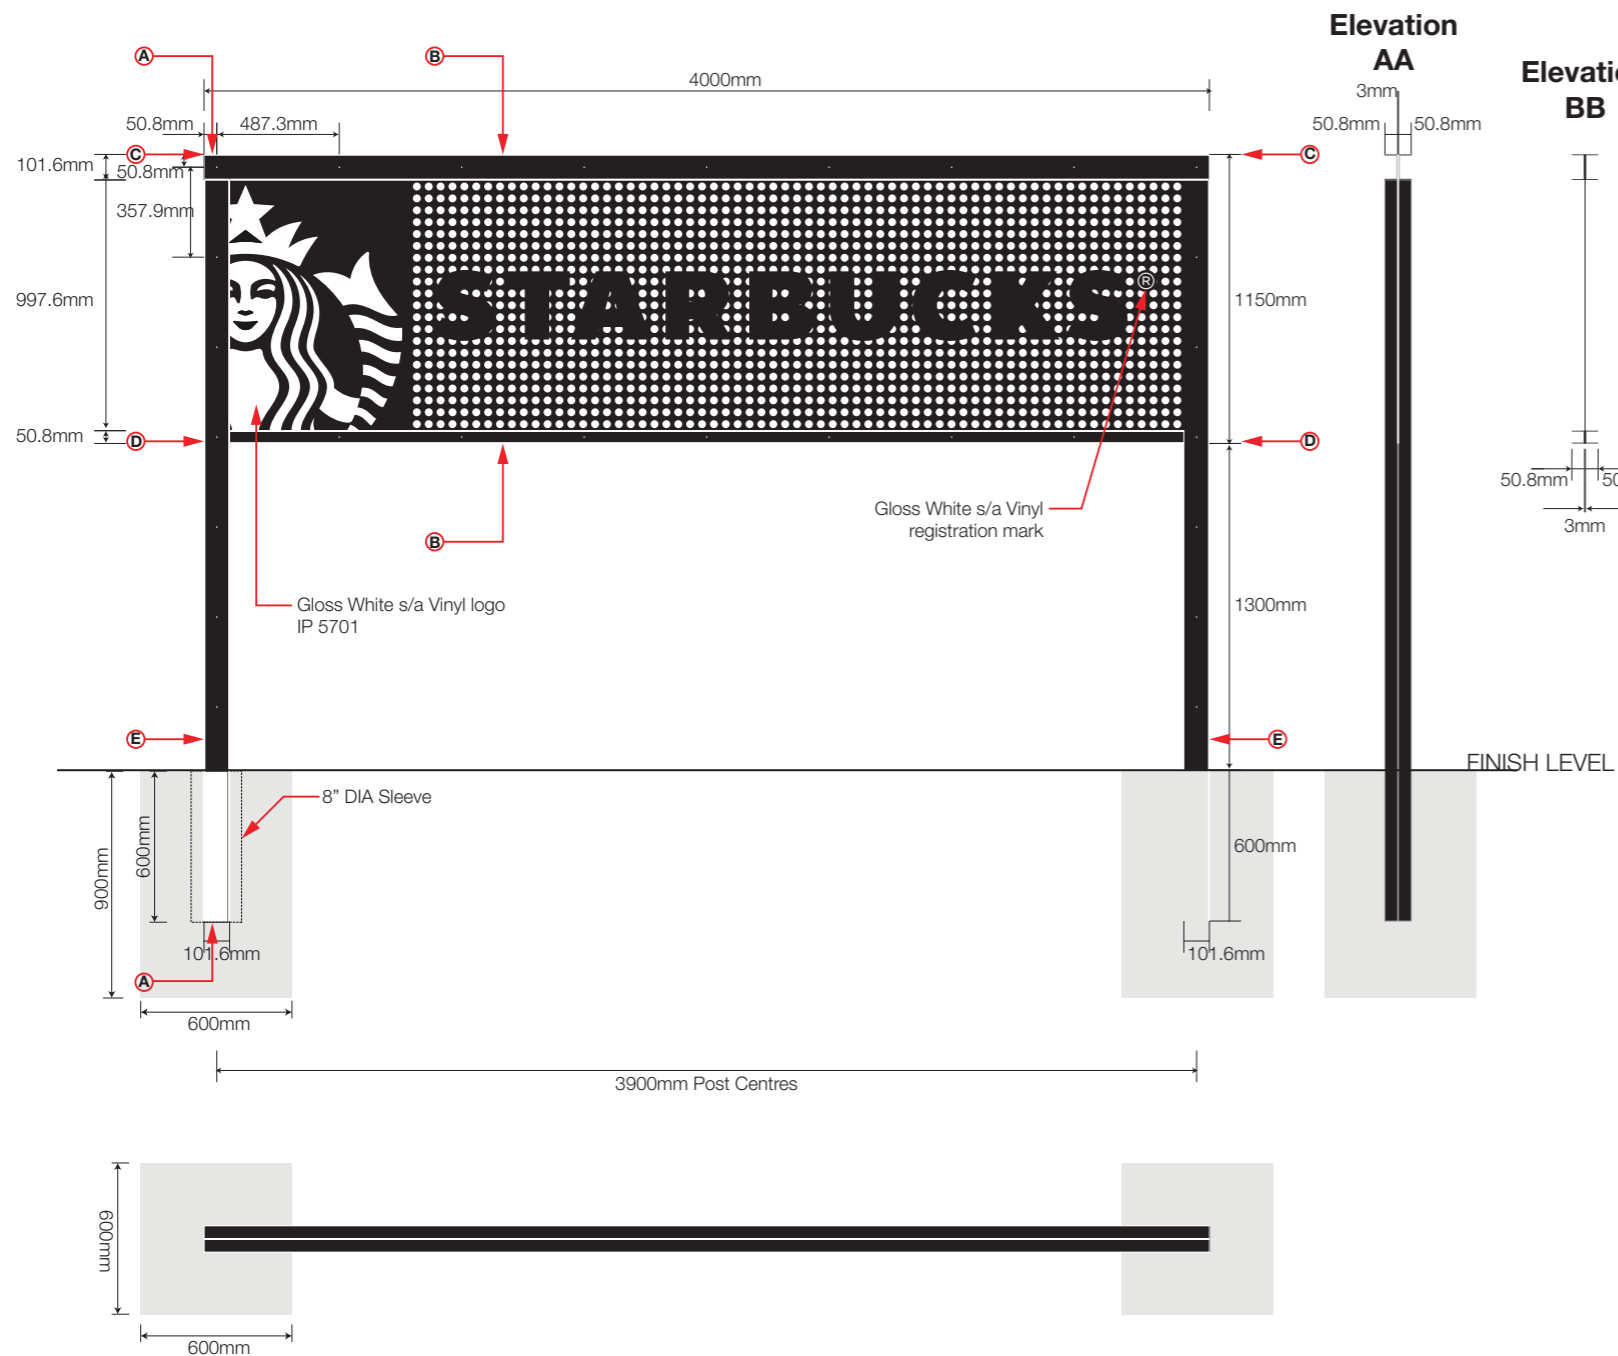 Elevation
AA
Elevatio
BB
A
B
4000mm
3mm
50.8mm
487.3mm
50.8mm
50.8mm
C
C
101.6mm
50.8mm
357.9mm
997.6mm
STARBUCKS®
1150mm
50.8mm
D
D
50.8mm
50
3mm
Gloss White s/a Vinyl
registration mark
B
Gloss White s/a Vinyl logo
IP 5701
1300mm
E
E
FINISH LEVEL
8” DIA Sleeve
900mm
600mm
600mm
101.6mm
101.6mm
A
600mm
3900mm Post Centres
600mm
600mm